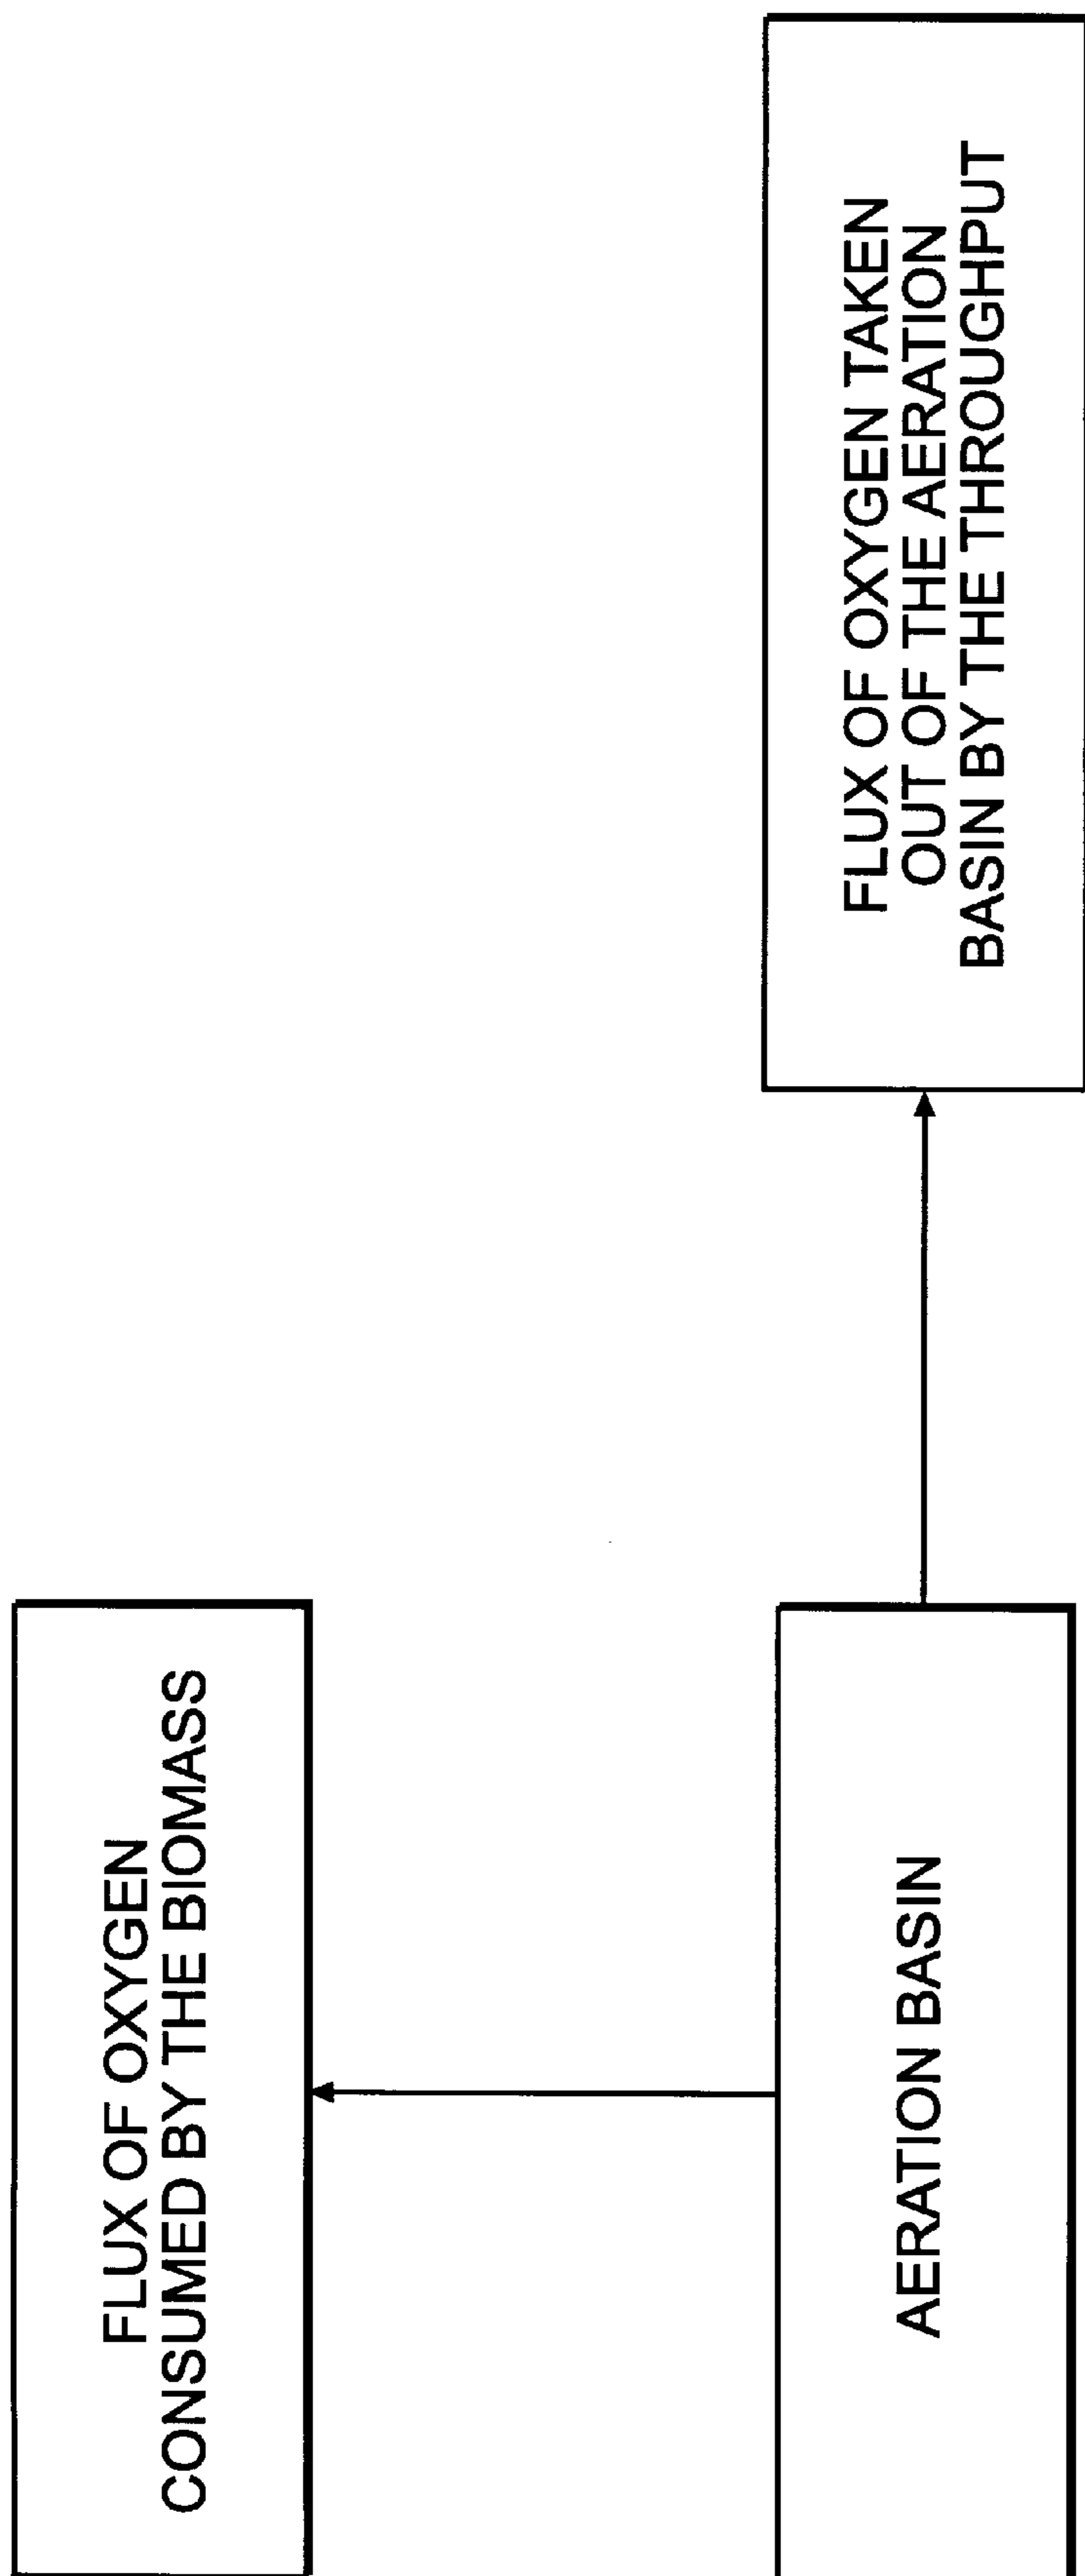 FLUX OF OXYGEN
CONSUMED BY THE BIOMASS
AERATION BASIN
FLUX OF OXYGEN TAKEN
OUT OF THE AERATION
BASIN BY THE THROUGHPUT